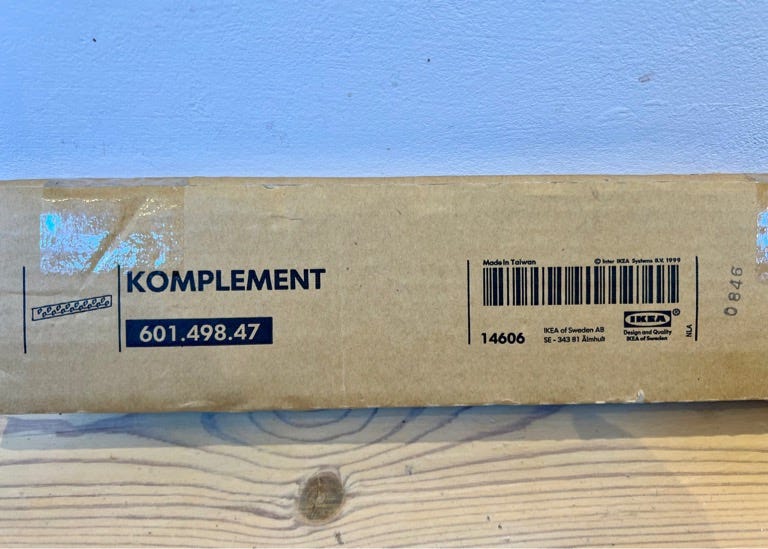 KOMPLEMENT
601.498.47
Made in Taiwan
© Inter IKEA Systems B.V. 1999
14606
IKEA of Sweden AB
SE - 343 81 Älmhult
IKEA®
Design and Quality
IKEA of Sweden
NLA
0846